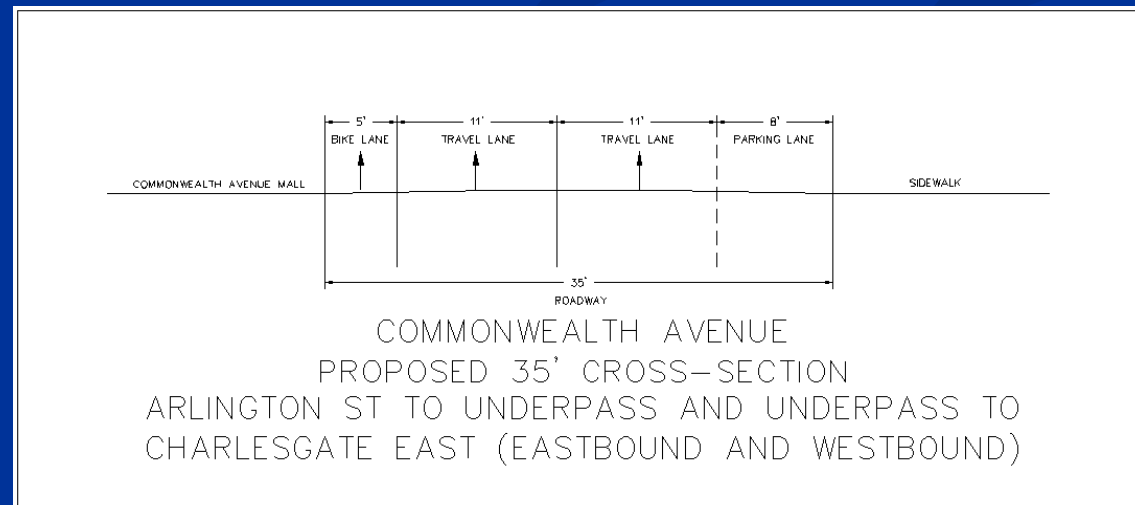 5' 11' 11' 8'
BIKE LANE TRAVEL LANE TRAVEL LANE PARKING LANE
COMMONWEALTH AVENUE MALL SIDEWALK
35'
ROADWAY
COMMONWEALTH AVENUE
PROPOSED 35' CROSS-SECTION
ARLINGTON ST TO UNDERPASS AND UNDERPASS TO
CHARLESGATE EAST (EASTBOUND AND WESTBOUND)